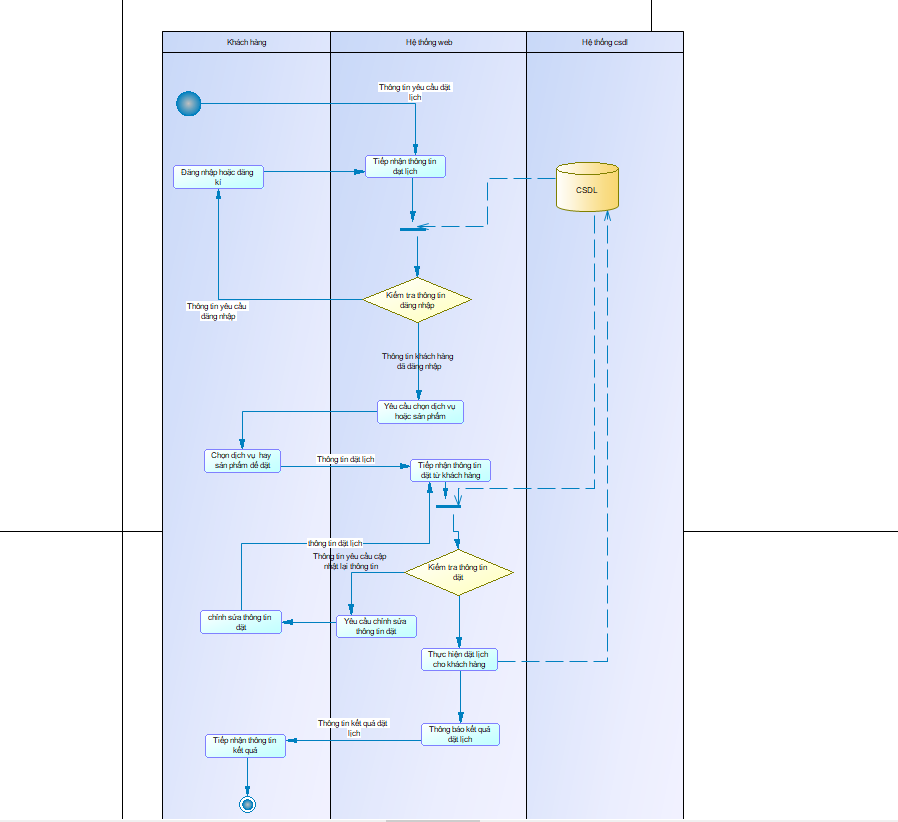 Khách hàng
Hệ thống web
Hệ thống csdl
Thông tin yêu cầu đặt
lịch
Tiếp nhận thông tin
đạt lịch
Đăng nhập hoặc đăng
kí
CSDL
Kiểm tra thông tin
đăng nhập
Thông tin yêu cầu
đăng nhập
Thông tin khách hàng
đã đăng nhập
Yêu cầu chọn dịch vụ
hoặc sản phẩm
Chọn dịch vụ hay
sản phẩm để đặt
Thông tin đặt lịch
Tiếp nhận thông tin
đặt từ khách hàng
thông tin đặt lịch
Thông tin yêu cầu cập
nhật lại thông tin
Kiểm tra thông tin
đặt
chỉnh sửa thông tin
đặt
Yêu cầu chỉnh sửa
thông tin đặt
Thực hiện đặt lịch
cho khách hàng
Thông tin kết quả đặt
lịch
Thông báo kết quả
đặt lịch
Tiếp nhận thông tin
kết quả